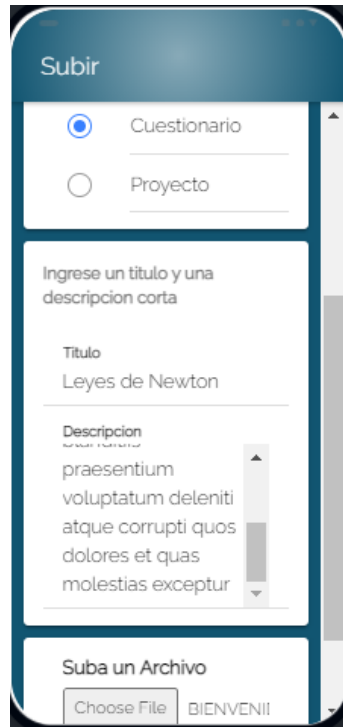 Subir
Cuestionario
Proyecto
Ingrese un titulo y una
descripcion corta
Titulo
Leyes de Newton
Descripcion
praesentium
voluptatum deleniti
atque corrupti quos
dolores et quas
molestias exceptur
Suba un Archivo
Choose File